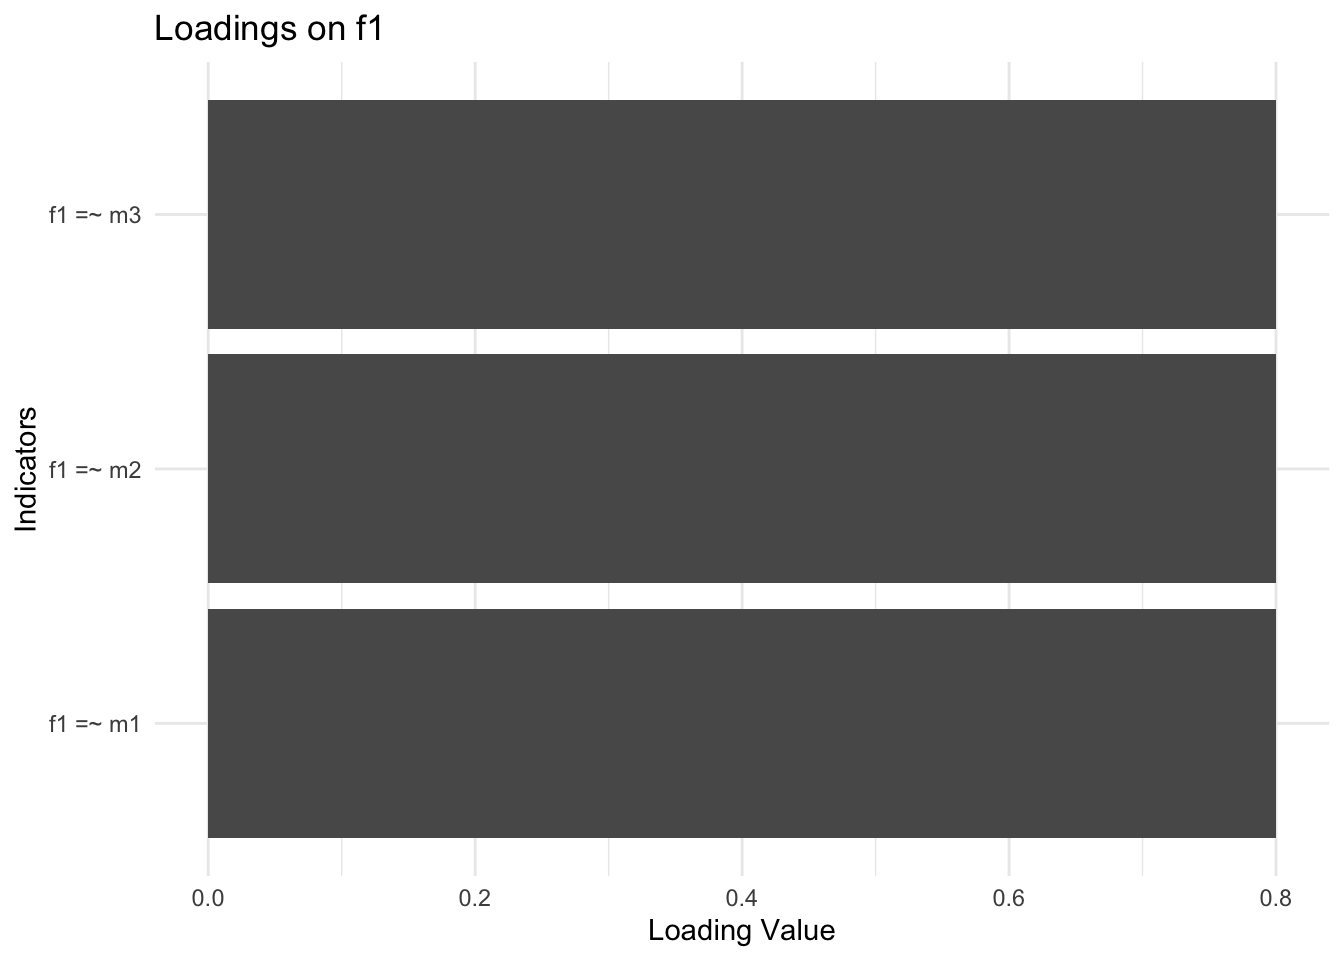 Loadings on f1
Indicators
f1 =~ m3
f1 =~ m2
f1 =~ m1
0.0 0.2 0.4 0.6 0.8
Loading Value